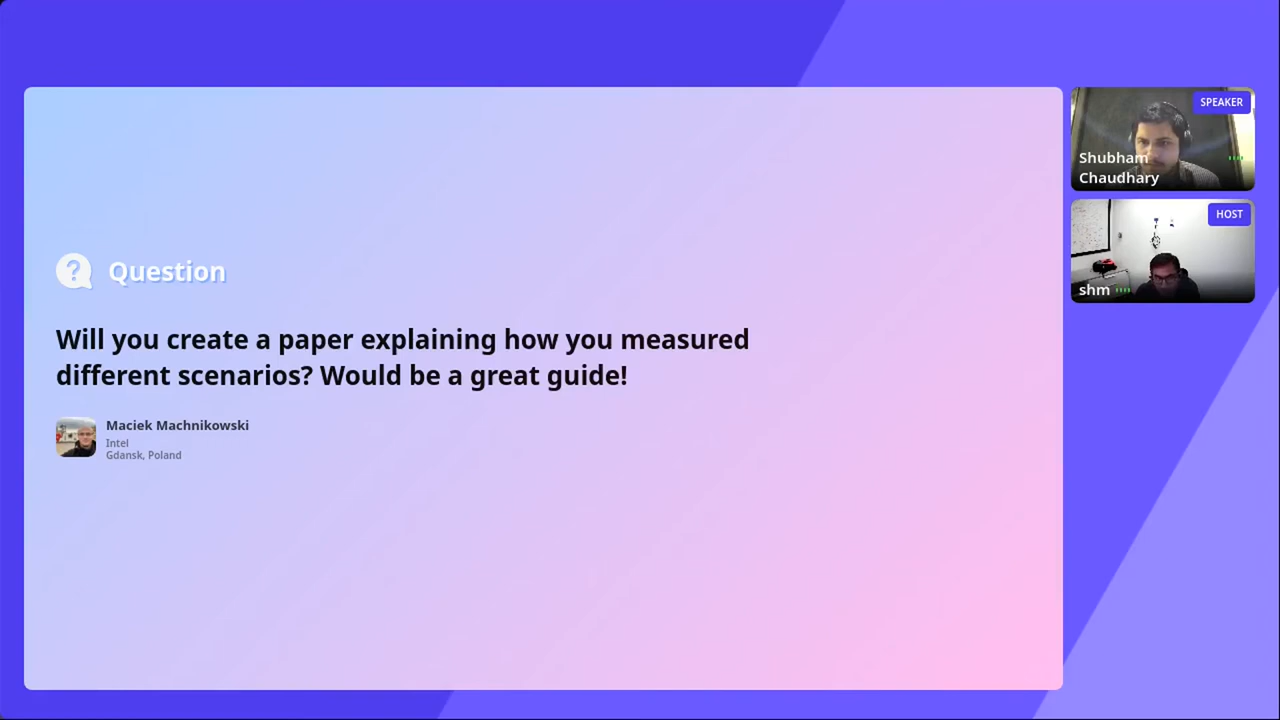 Question
Will you create a paper explaining how you measured
different scenarios? Would be a great guide!
Maciek Machnikowski
Intel
Gdansk, Poland
SPEAKER
Shubham
Chaudhary
HOST
shm